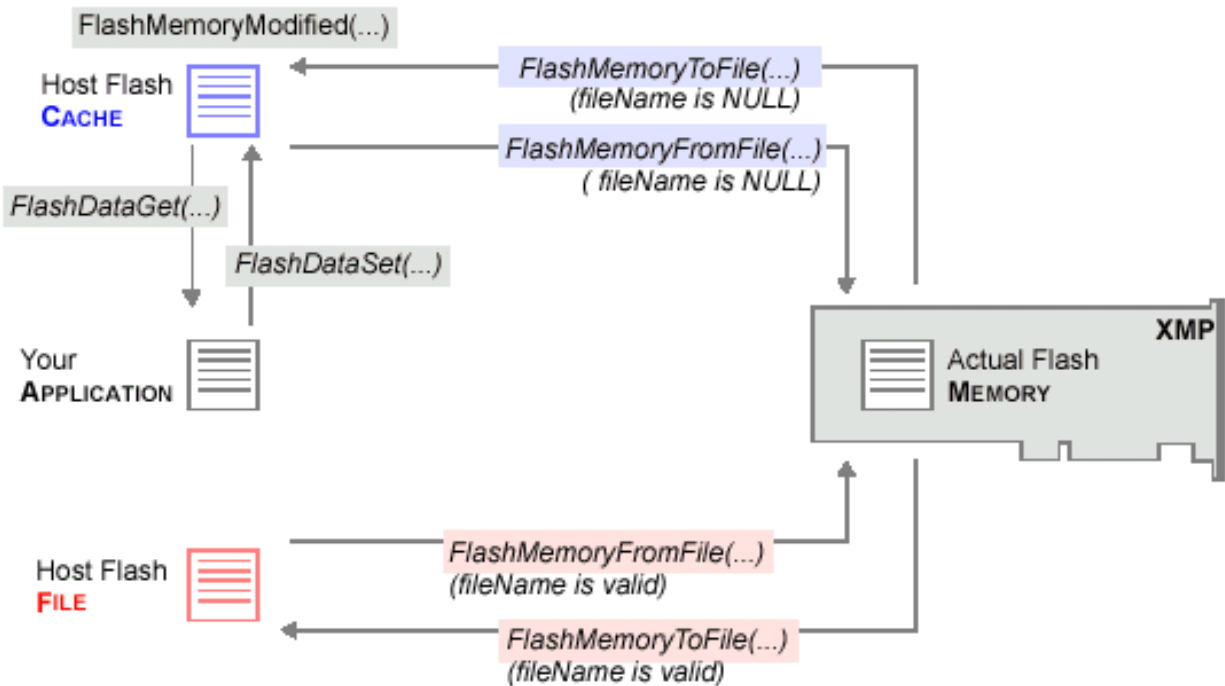 FlashMemoryModified(...)
Host Flash
CACHE
FlashMemoryToFile(...)
(fileName is NULL)
FlashMemoryFromFile(...)
( fileName is NULL)
FlashDataGet(...)
FlashDataSet(...)
Your
APPLICATION
XMP
Actual Flash
MEMORY
Host Flash
FILE
FlashMemoryFromFile(...)
(fileName is valid)
FlashMemoryToFile(...)
(fileName is valid)